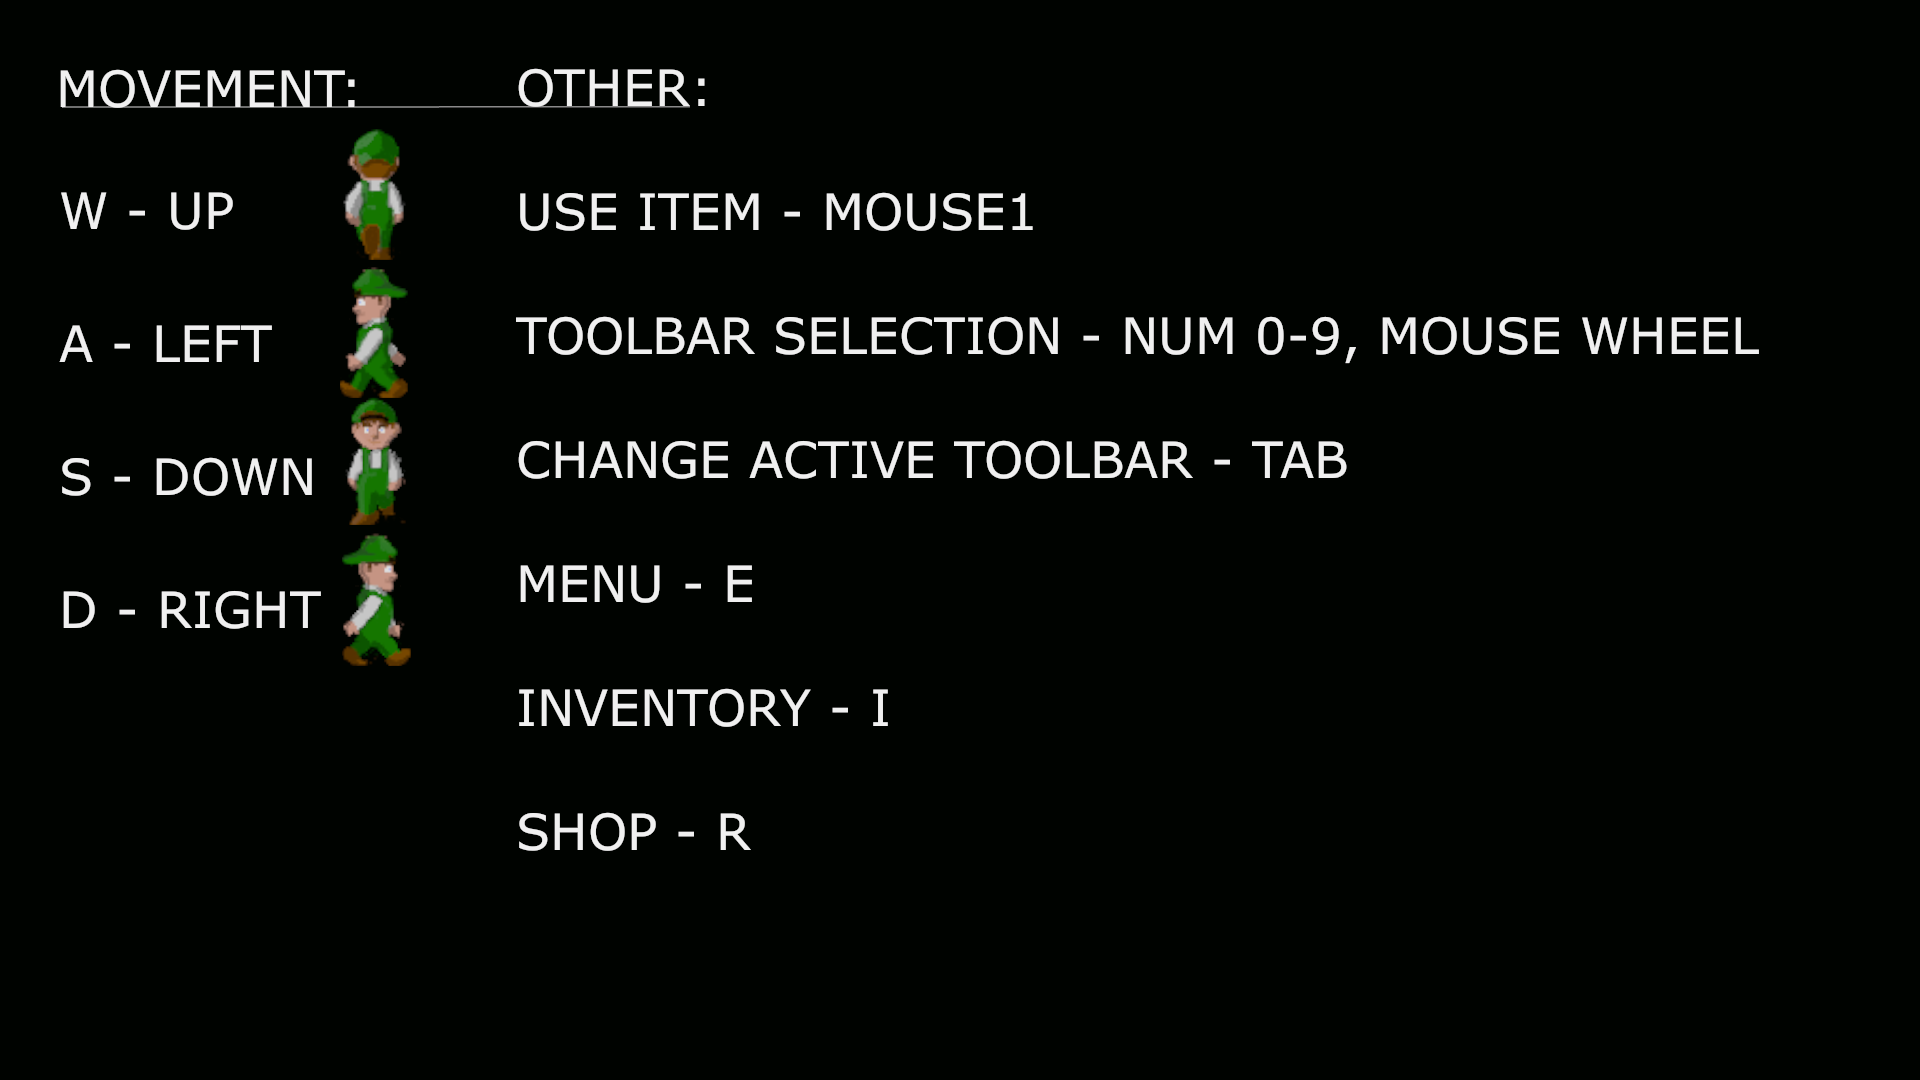 MOVEMENT:
W - UP
A - LEFT
S - DOWN
D - RIGHT
OTHER:
USE ITEM - MOUSE1
TOOLBAR SELECTION - NUM 0-9, MOUSE WHEEL
CHANGE ACTIVE TOOLBAR - TAB
MENU - E
INVENTORY - I
SHOP - R